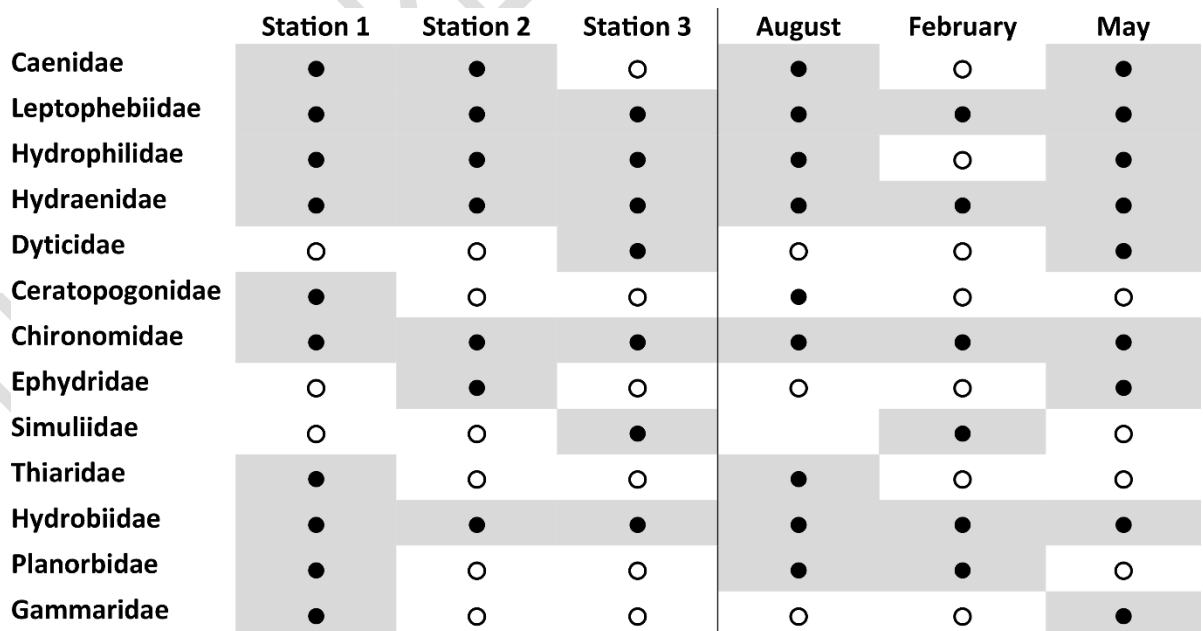 Station 1 Station 2 Station 3 August February May
Caenidae ● ● ○ ● ○ ●
Leptophebiidae ● ● ● ● ● ●
Hydrophilidae ● ● ● ● ○ ●
Hydraenidae ● ● ● ● ● ●
Dyticidae ○ ○ ● ○ ○ ●
Ceratopogonidae ● ○ ○ ● ○ ○
Chironomidae ● ● ● ● ● ●
Ephydridae ○ ● ○ ○ ○ ●
Simuliidae ○ ○ ● ● ○
Thiaridae ● ○ ○ ● ○ ○
Hydrobiidae ● ● ● ● ● ●
Planorbidae ● ○ ○ ● ● ○
Gammaridae ● ○ ○ ○ ○ ●